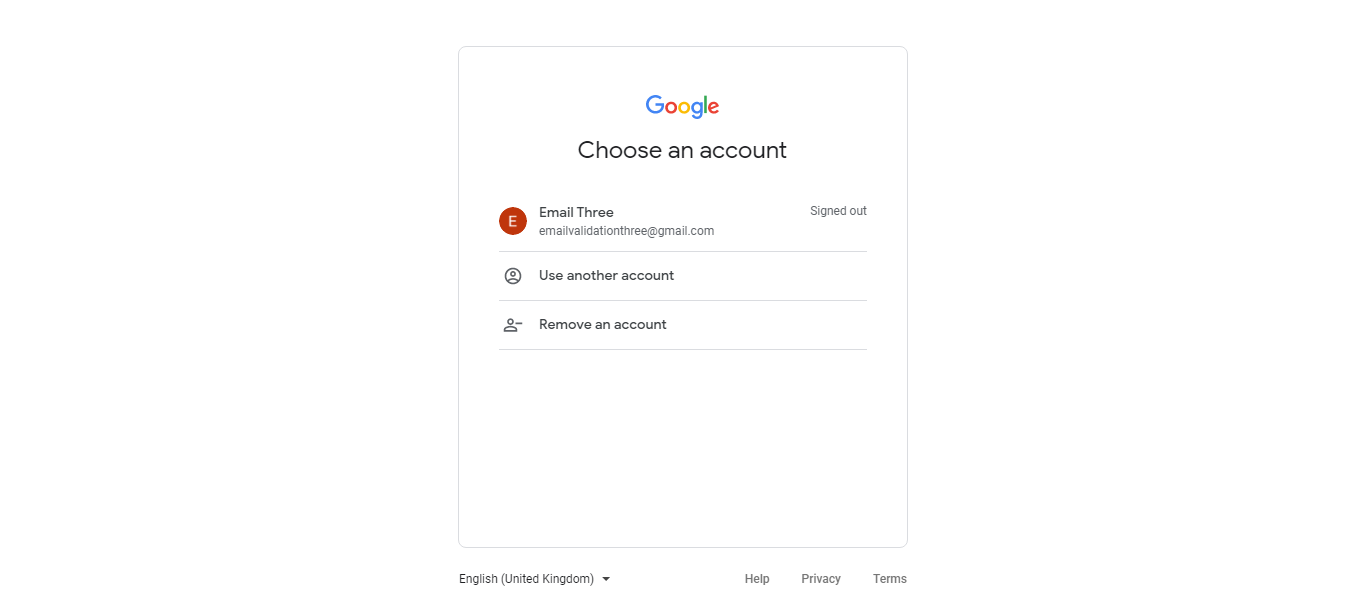 Google
Choose an account
E
Email Three
Signed out
emailvalidationthree@gmail.com
Use another account
Remove an account
English (United Kingdom)
Help
Privacy
Terms